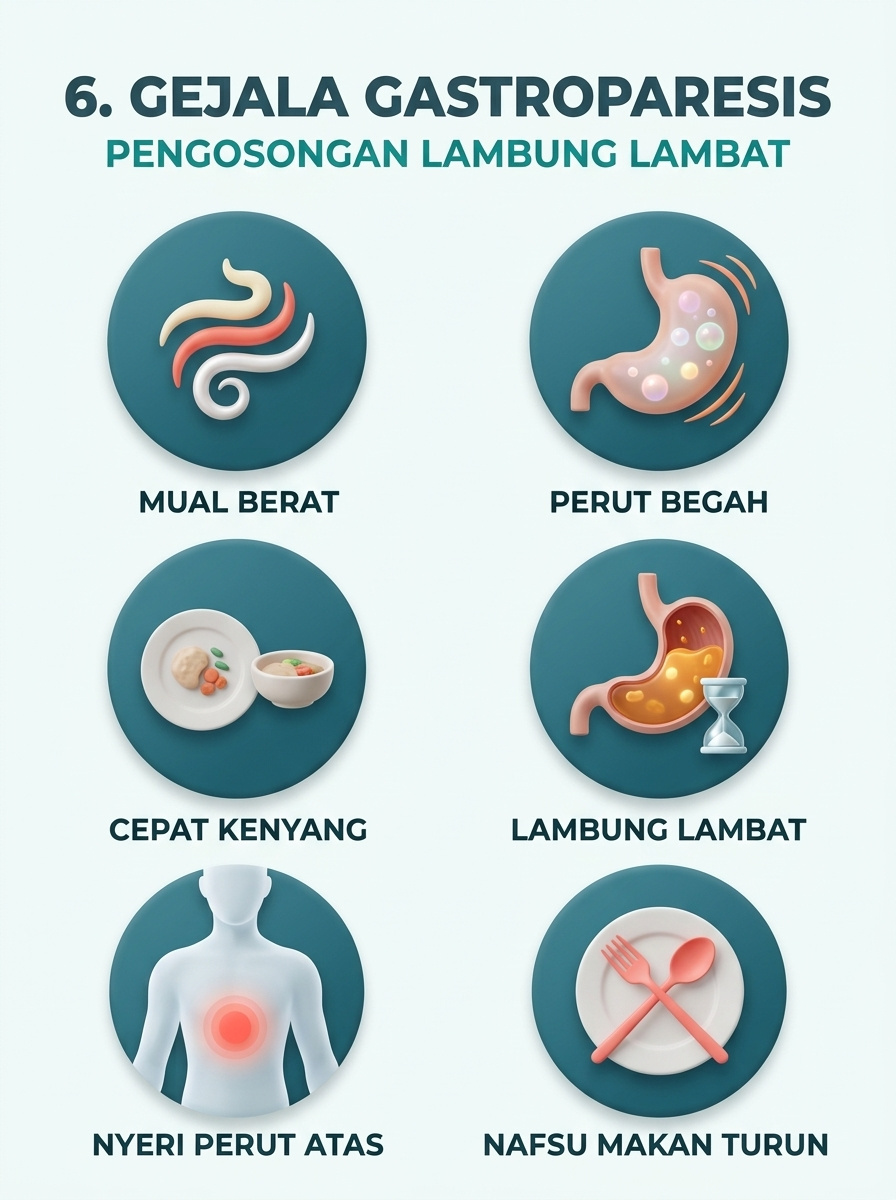 6. GEJALA GASTROPARESIS
PENGOSONGAN LAMBUNG LAMBAT
MUAL BERAT
PERUT BEGAH
CEPAT KENYANG
LAMBUNG LAMBAT
NYERI PERUT ATAS
NAFSU MAKAN TURUN